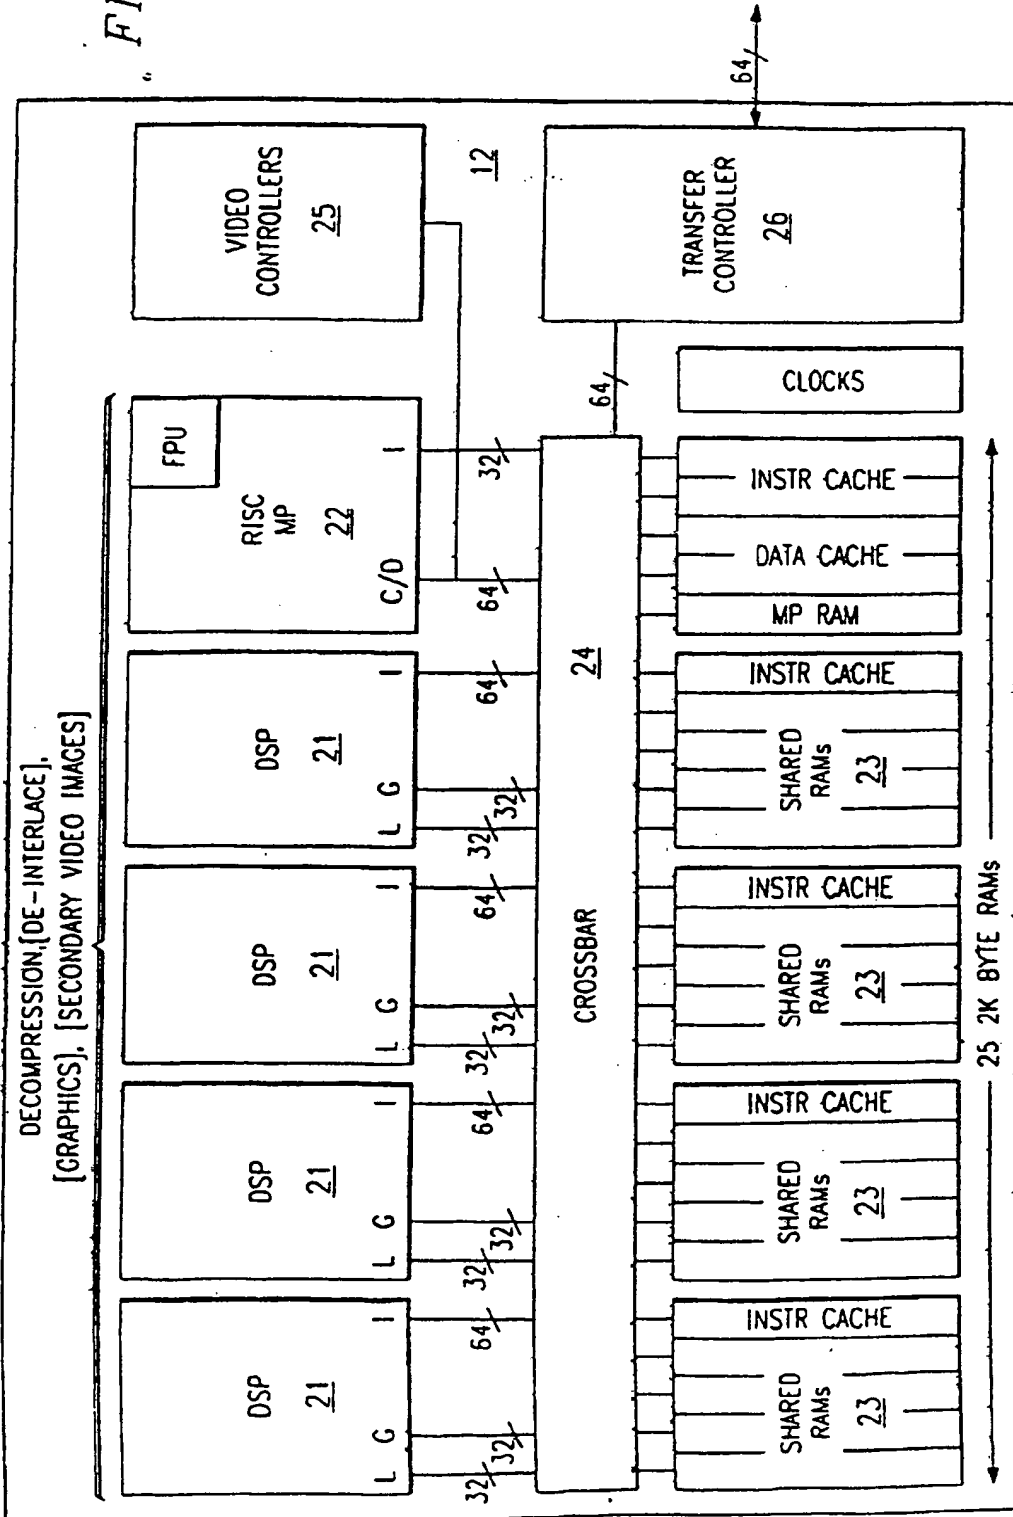 FI
DECOMPRESSION,[DE-INTERLACE],
[GRAPHICS], [SECONDARY VIDEO IMAGES]
DSP
21
L G I
DSP
21
L G I
DSP
21
L G I
DSP
21
L G I
RISC
MP
22
FPU
C/D I
VIDEO
CONTROLLERS
25
12
32 32 64
32 32 64
32 32 64
32 32 64
64 32
CROSSBAR
24
64
TRANSFER
CONTROLLER
26
64
CLOCKS
SHARED
RAMs
23
INSTR CACHE
SHARED
RAMs
23
INSTR CACHE
SHARED
RAMs
23
INSTR CACHE
SHARED
RAMs
23
INSTR CACHE
MP RAM
DATA CACHE
INSTR CACHE
25 2K BYTE RAMs